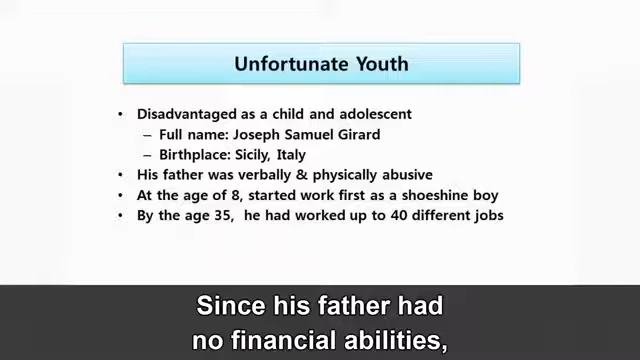 Unfortunate Youth
• Disadvantaged as a child and adolescent
– Full name: Joseph Samuel Girard
– Birthplace: Sicily, Italy
• His father was verbally & physically abusive
• At the age of 8, started work first as a shoeshine boy
• By the age 35, he had worked up to 40 different jobs
Since his father had
no financial abilities,